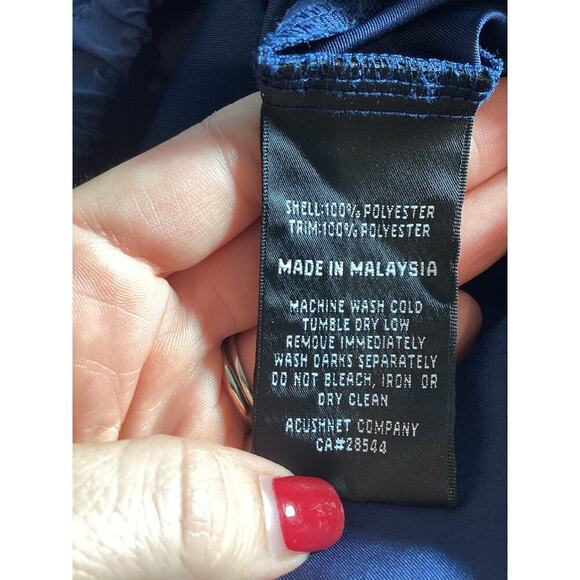 SHELL:100% POLYESTER
TRIM:100% POLYESTER
MADE IN MALAYSIA
MACHINE WASH COLD
TUMBLE DRY LOW
REMOVE IMMEDIATELY
WASH DARKS SEPARATELY
DO NOT BLEACH, IRON OR
DRY CLEAN
ACUSHNET COMPANY
CA#28544